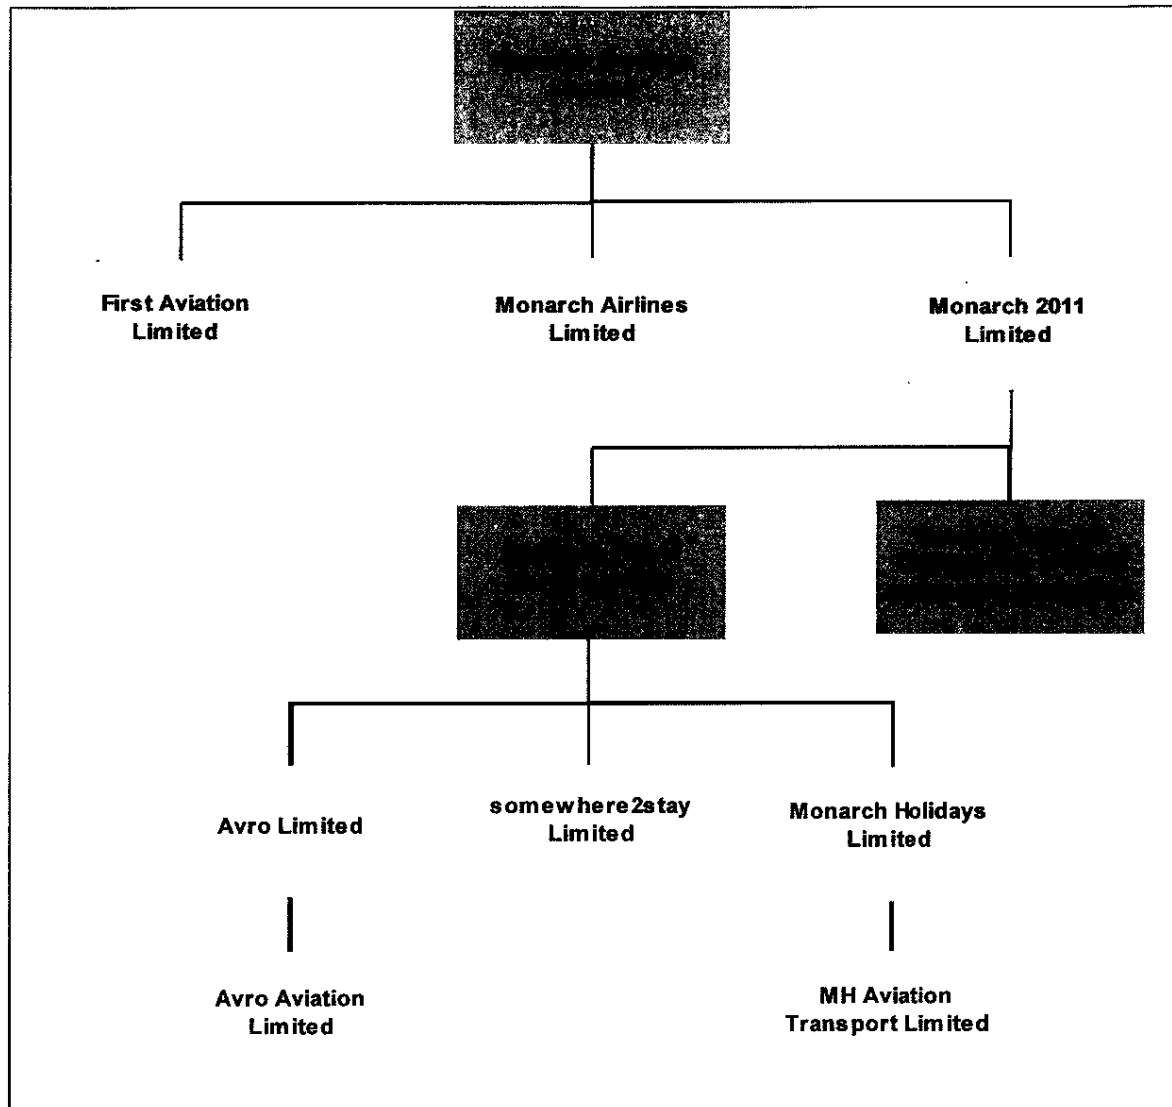 First Aviation
Limited
Monarch Airlines
Limited
Monarch 2011
Limited
Avro Limited
somewhere2stay
Limited
Monarch Holidays
Limited
Avro Aviation
Limited
MH Aviation
Transport Limited